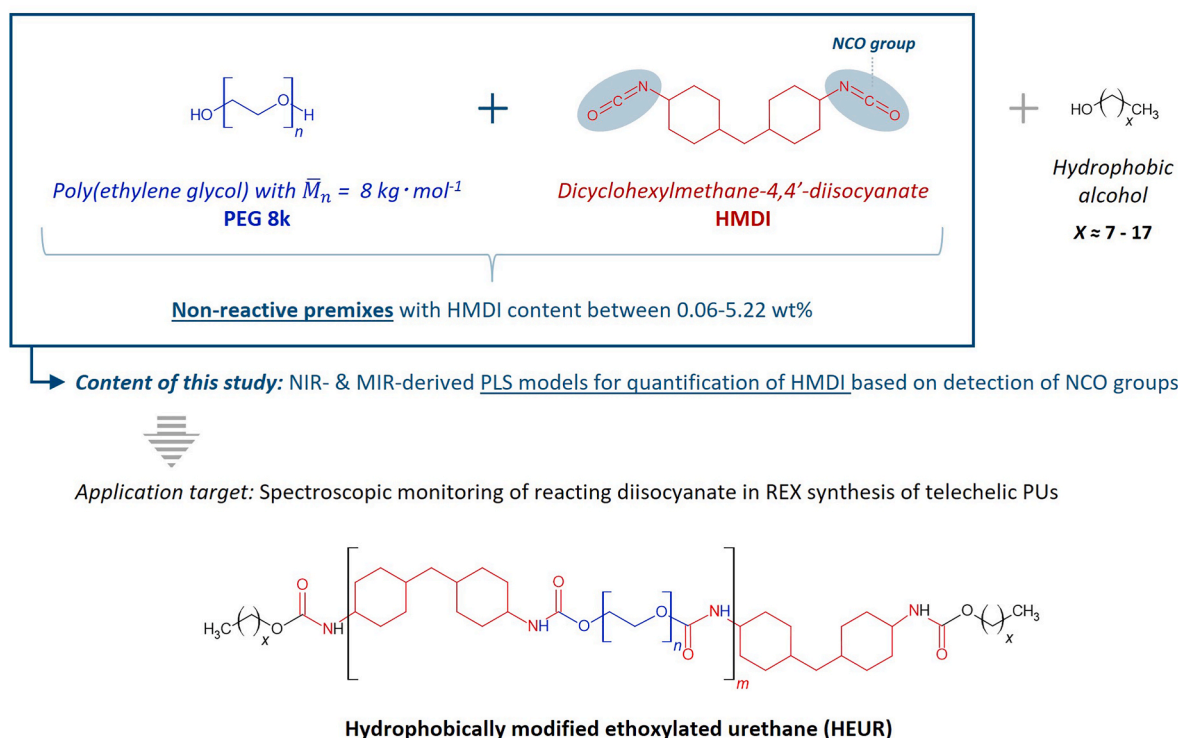 NCO group
HO
O
H
n
+
O
C
N
N
C
O
+
HO
x
CH3
Poly(ethylene glycol) with M̅n = 8 kg·mol-1
PEG 8k
Dicyclohexylmethane-4,4’-diisocyanate
HMDI
Hydrophobic
alcohol
X ≈ 7 - 17
Non-reactive premixes with HMDI content between 0.06-5.22 wt%
Content of this study: NIR- & MIR-derived PLS models for quantification of HMDI based on detection of NCO groups
Application target: Spectroscopic monitoring of reacting diisocyanate in REX synthesis of telechelic PUs
H3C
x
O
O
NH
NH
O
O
O
n
O
NH
m
NH
O
O
x
CH3
Hydrophobically modified ethoxylated urethane (HEUR)